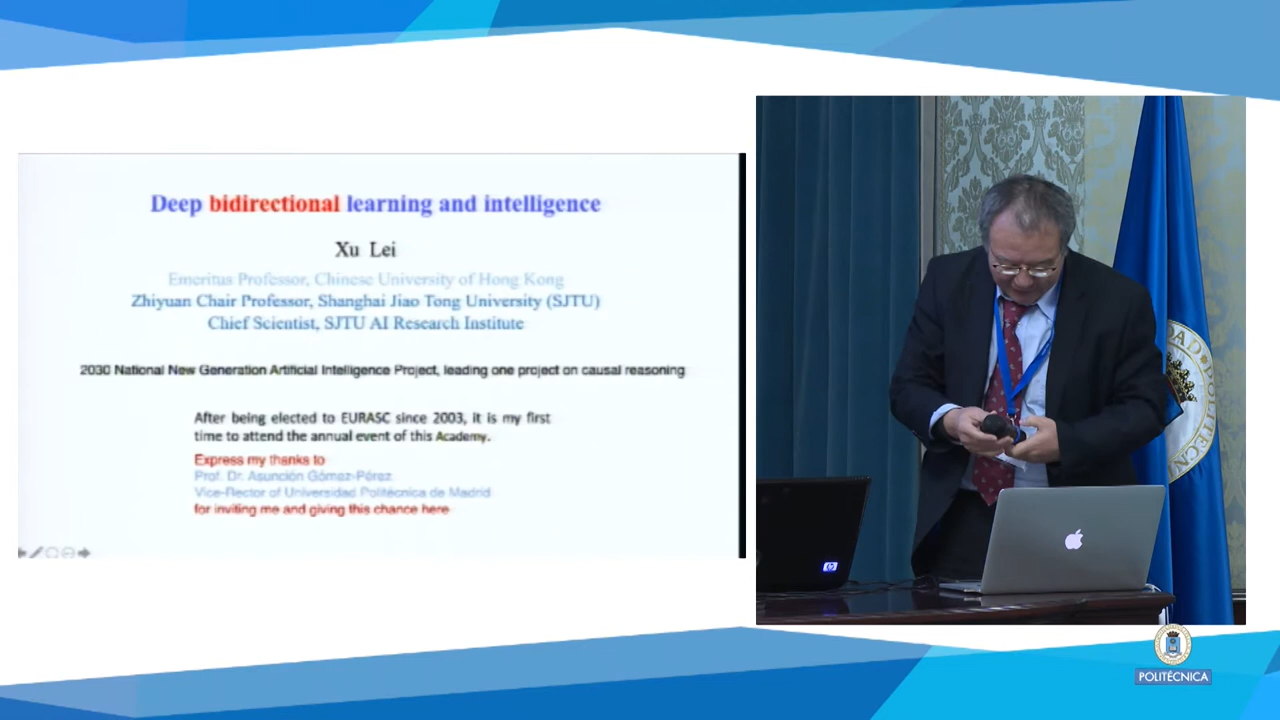 Deep bidirectional learning and intelligence
Xu Lei
Emeritus Professor, Chinese University of Hong Kong
Zhiyuan Chair Professor, Shanghai Jiao Tong University (SJTU)
Chief Scientist, SJTU AI Research Institute
2030 National New Generation Artificial Intelligence Project, leading one project on causal reasoning
After being elected to EURASC since 2003, it is my first
time to attend the annual event of this Academy.
Express my thanks to
Prof. Dr. Asunción Gómez-Pérez
Vice-Rector of Universidad Politécnica de Madrid
for inviting me and giving this chance here
hp
POLITÉCNICA